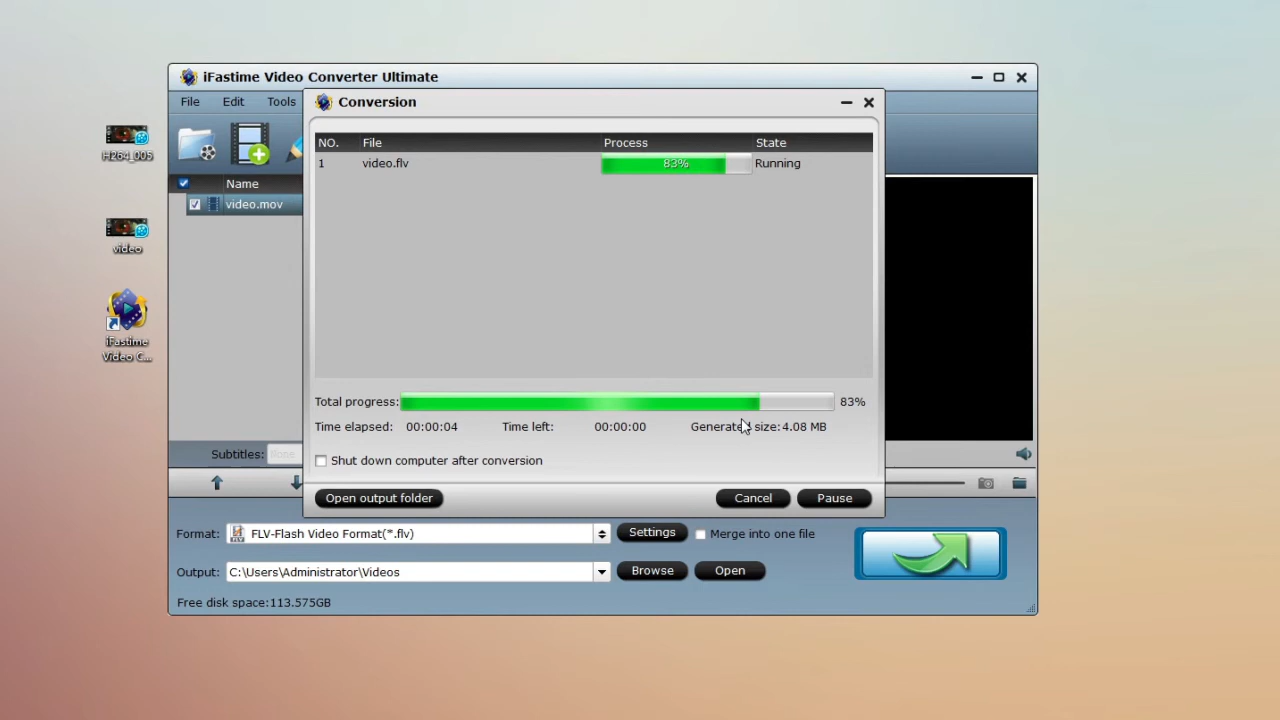 iFastime Video Converter Ultimate
File Edit Tools
Conversion
NO. File Process State
1 video.flv 83% Running
H264_005
Name
video.mov
video
iFastime
Video C...
Total progress: 83%
Time elapsed: 00:00:04 Time left: 00:00:00 Generated size: 4.08 MB
Subtitles: None
Shut down computer after conversion
Open output folder Cancel Pause
Format: FLV FLV-Flash Video Format(*.flv) Settings Merge into one file
Output: C:\Users\Administrator\Videos Browse Open
Free disk space:113.575GB